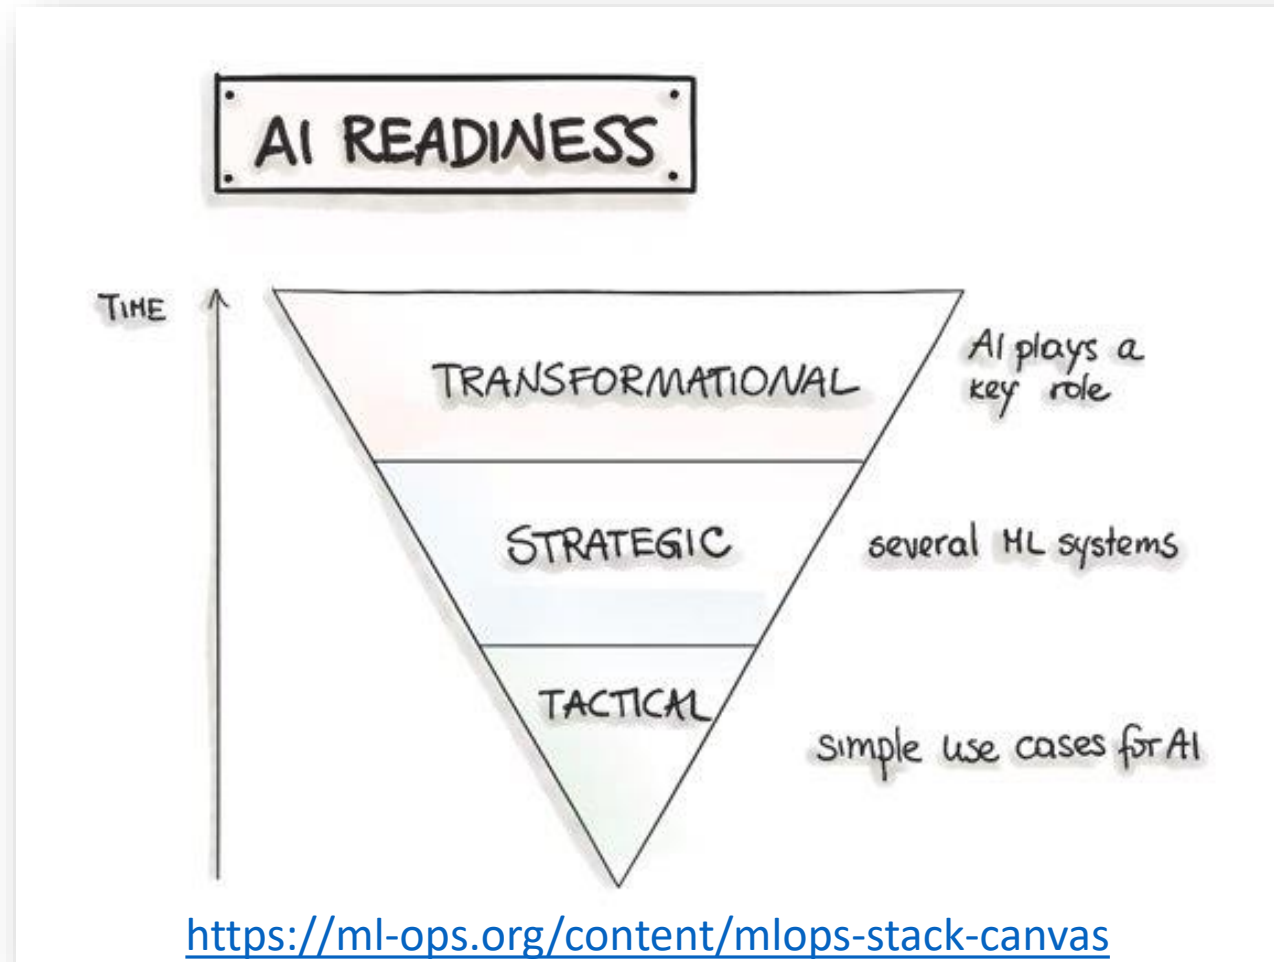 AI READINESS
TIME
TRANSFORMATIONAL
AI plays a
key role
STRATEGIC
several ML systems
TACTICAL
simple use cases for AI
https://ml-ops.org/content/mlops-stack-canvas